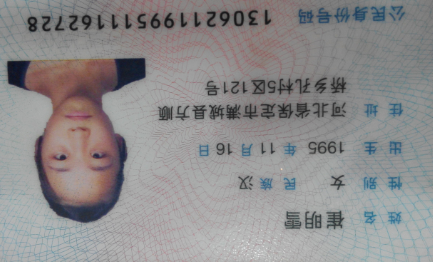 姓名 崔明雪
性别 女 民族 汉
出生 1995 年 11 月 16 日
住址 河北省保定市满城县方顺
桥乡孔村5区121号
公民身份号码 130621199511162728